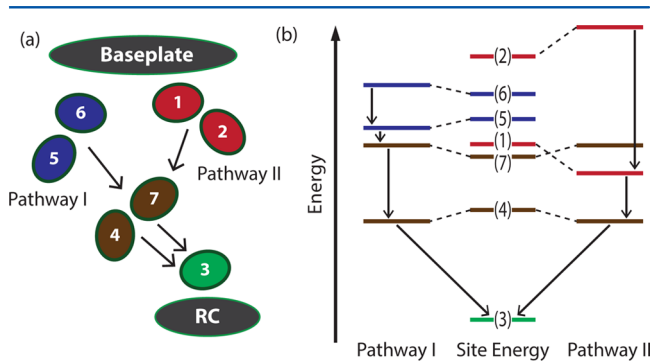 (a)
Baseplate
1
6
2
5
Pathway II
Pathway I
7
4
3
RC
(b)
Energy
(2)
(6)
(5)
(1)
(7)
(4)
(3)
Pathway I Site Energy Pathway II